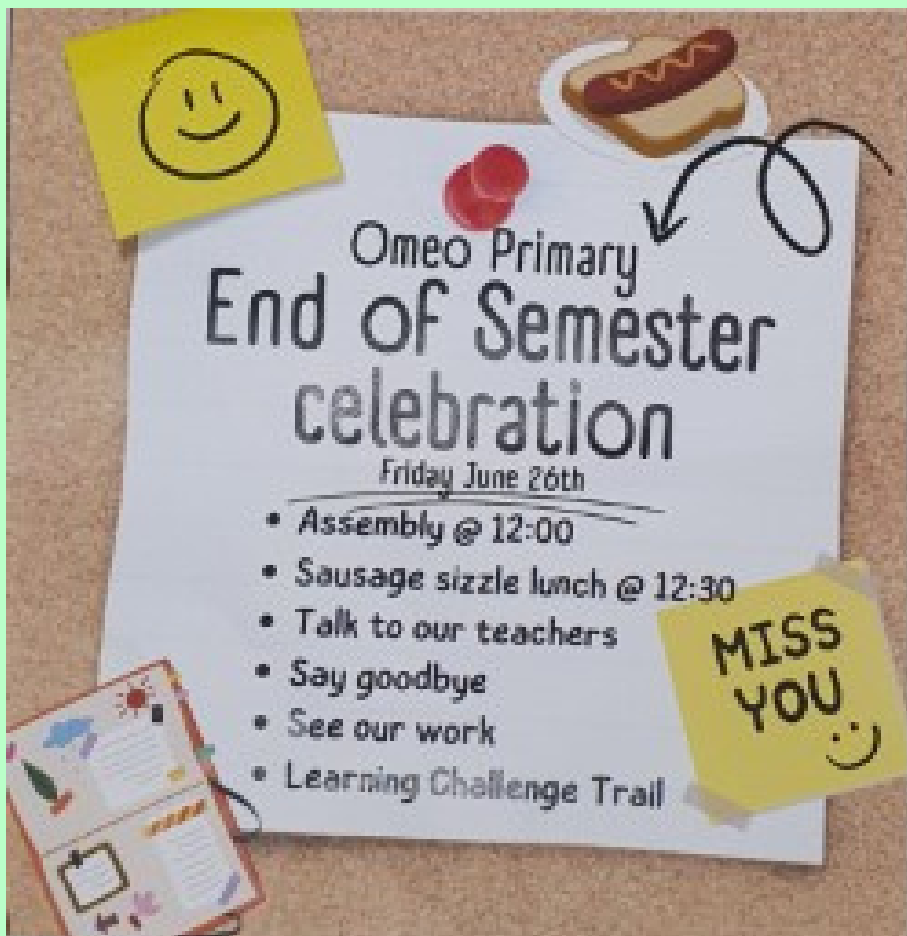 Omeo Primary
End of Semester
celebration
Friday June 26th
• Assembly @ 12:00
• Sausage sizzle lunch @ 12:30
• Talk to our teachers
• Say goodbye
• See our work
• Learning Challenge Trail
MISS
YOU